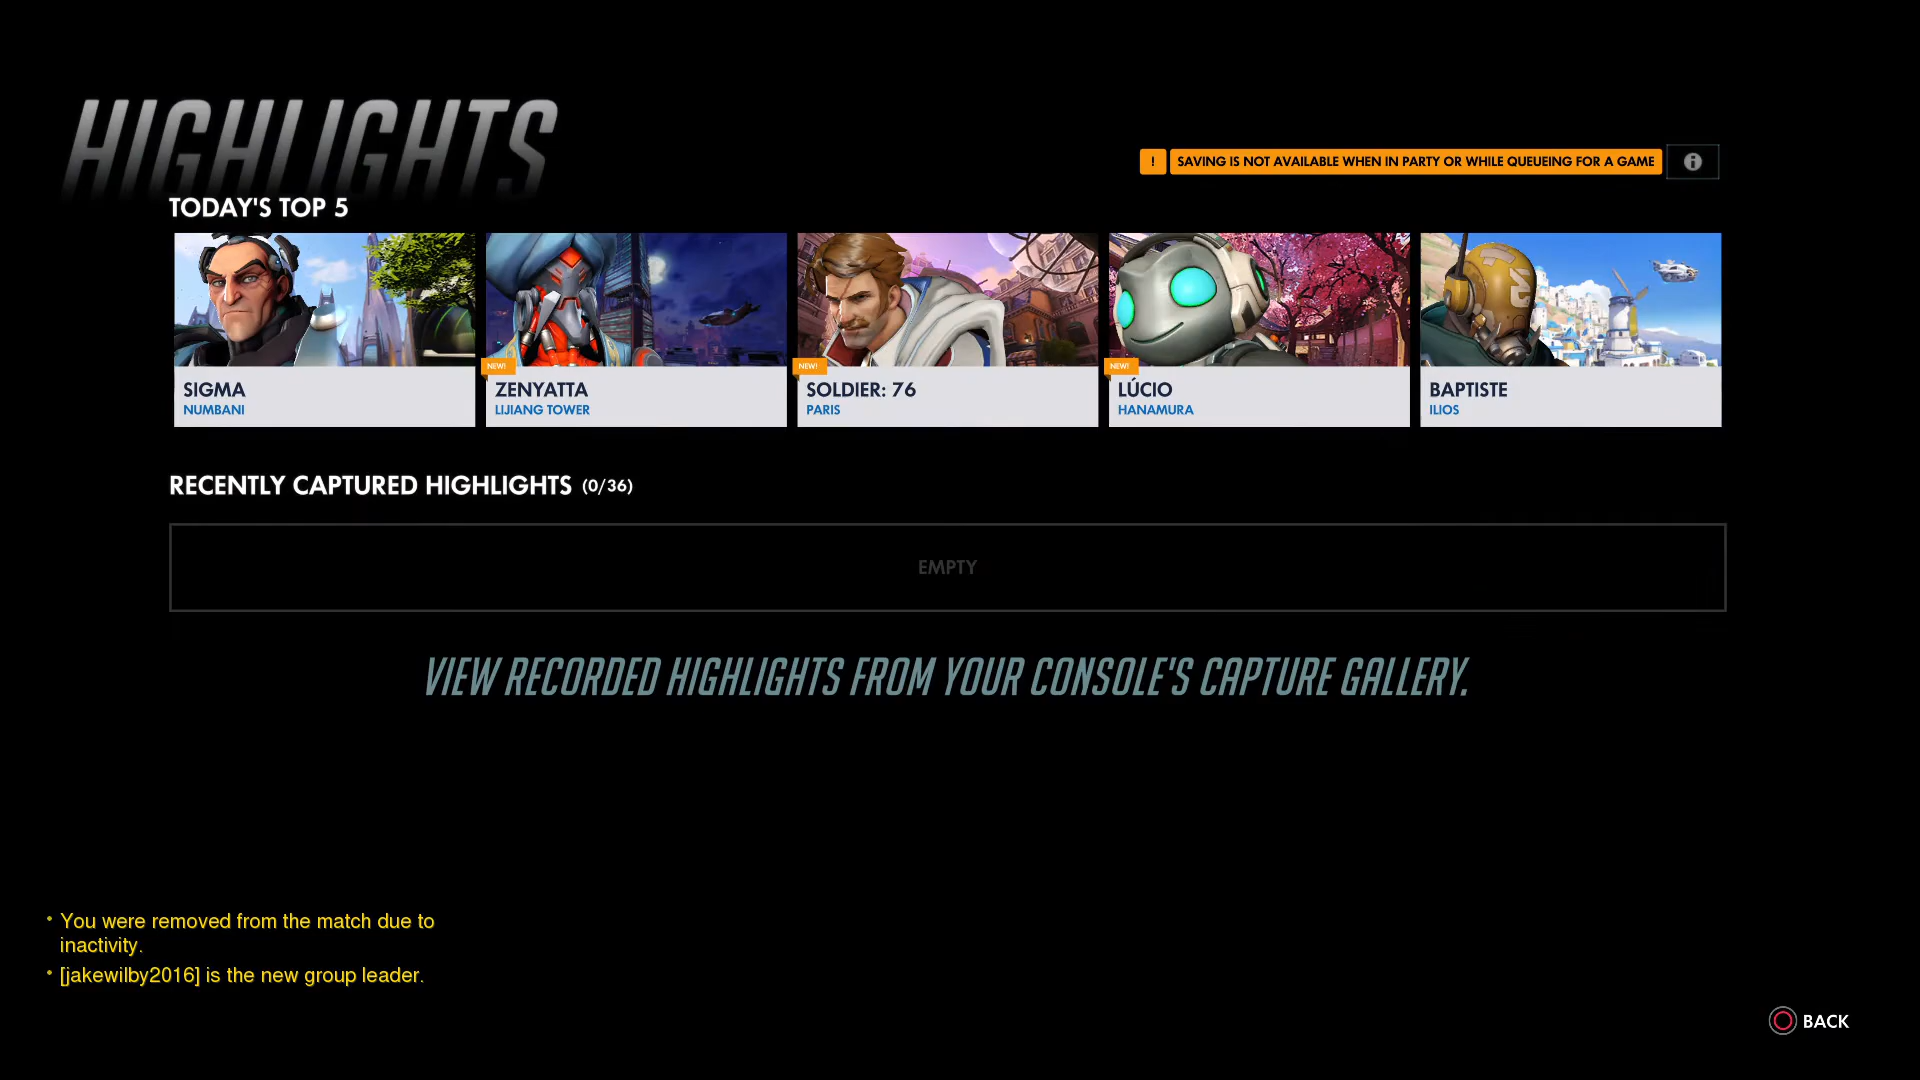 HIGHLIGHTS
! SAVING IS NOT AVAILABLE WHEN IN PARTY OR WHILE QUEUEING FOR A GAME
TODAY'S TOP 5
SIGMA
NUMBANI
NEW!
ZENYATTA
LIJIANG TOWER
NEW!
SOLDIER: 76
PARIS
NEW!
LÚCIO
HANAMURA
BAPTISTE
ILIOS
RECENTLY CAPTURED HIGHLIGHTS (0/36)
EMPTY
VIEW RECORDED HIGHLIGHTS FROM YOUR CONSOLE'S CAPTURE GALLERY.
• You were removed from the match due to
inactivity.
• [jakewilby2016] is the new group leader.
BACK